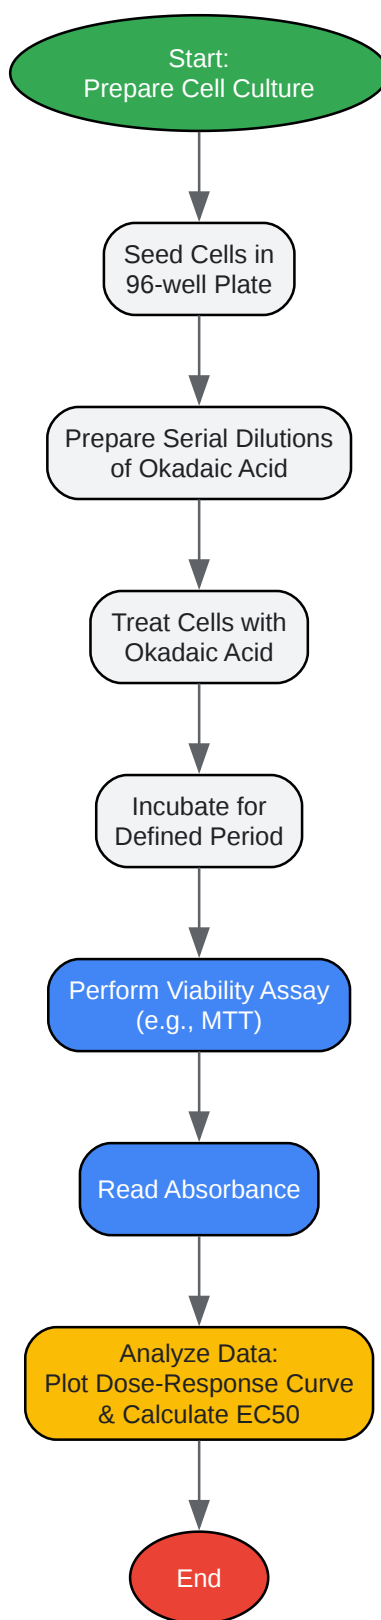 Start:
Prepare Cell Culture
Seed Cells in
96-well Plate
Prepare Serial Dilutions
of Okadaic Acid
Treat Cells with
Okadaic Acid
Incubate for
Defined Period
Perform Viability Assay
(e.g., MTT)
Read Absorbance
Analyze Data:
Plot Dose-Response Curve
& Calculate EC50
End